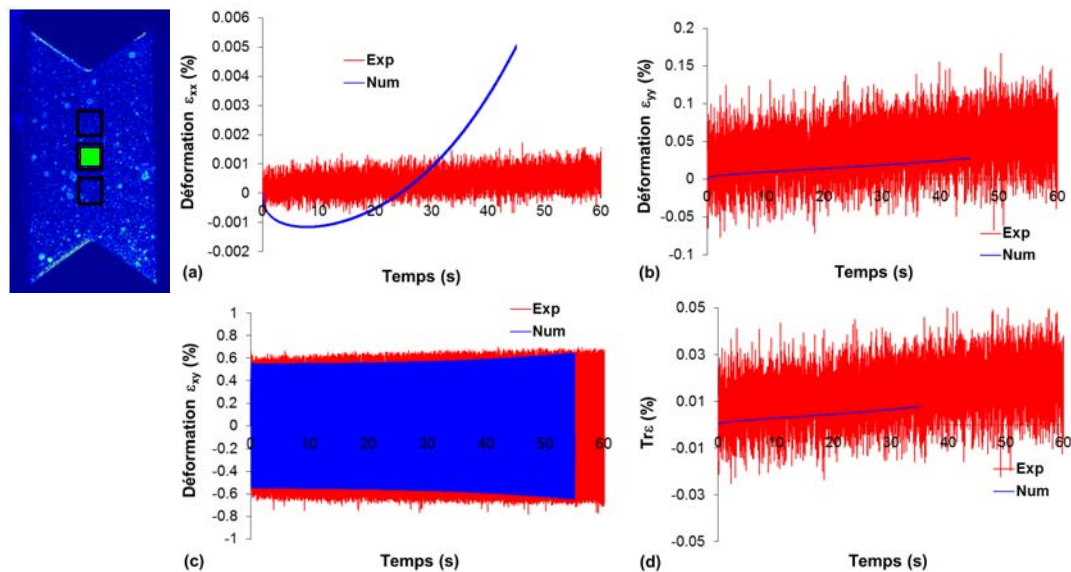 0.006
0.005
0.004
0.003
0.002
0.001
0
-0.001
-0.002
0 10 20 30 40 50 60
Déformation εxx (%)
Exp
Num
Temps (s)
(a)
0.2
0.15
0.1
0.05
0
-0.05
-0.1
0 10 20 30 40 50 60
Déformation εyy (%)
Exp
Num
Temps (s)
(b)
1
0.8
0.6
0.4
0.2
0
-0.2
-0.4
-0.6
-0.8
-1
0 10 20 30 40 50 60
Déformation εxy (%)
Exp
Num
Temps (s)
(c)
0.05
0.03
0.01
-0.01
-0.03
-0.05
0 10 20 30 40 50 60
Trε (%)
Exp
Num
Temps (s)
(d)